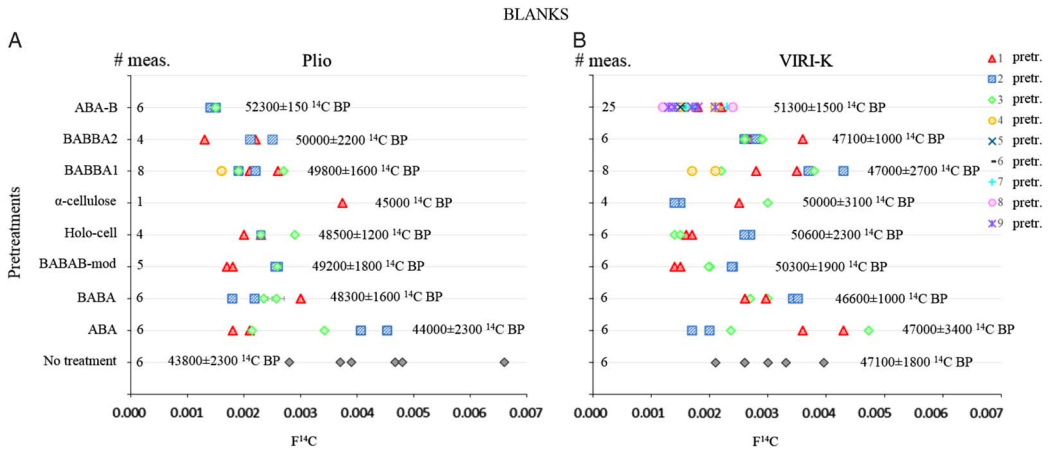 BLANKS
A
# meas.
Plio
Pretreatments
ABA-B 6 52300±150 ¹⁴C BP
BABBA2 4 50000±2200 ¹⁴C BP
BABBA1 8 49800±1600 ¹⁴C BP
α-cellulose 1 45000 ¹⁴C BP
Holo-cell 4 48500±1200 ¹⁴C BP
BABAB-mod 5 49200±1800 ¹⁴C BP
BABA 6 48300±1600 ¹⁴C BP
ABA 6 44000±2300 ¹⁴C BP
No treatment 6 43800±2300 ¹⁴C BP
0.000 0.001 0.002 0.003 0.004 0.005 0.006 0.007
F¹⁴C
B
# meas.
VIRI-K
25 51300±1500 ¹⁴C BP
6 47100±1000 ¹⁴C BP
8 47000±2700 ¹⁴C BP
4 50000±3100 ¹⁴C BP
6 50600±2300 ¹⁴C BP
6 50300±1900 ¹⁴C BP
6 46600±1000 ¹⁴C BP
6 47000±3400 ¹⁴C BP
6 47100±1800 ¹⁴C BP
0.000 0.001 0.002 0.003 0.004 0.005 0.006 0.007
F¹⁴C
1 pretr.
2 pretr.
3 pretr.
4 pretr.
5 pretr.
6 pretr.
7 pretr.
8 pretr.
9 pretr.